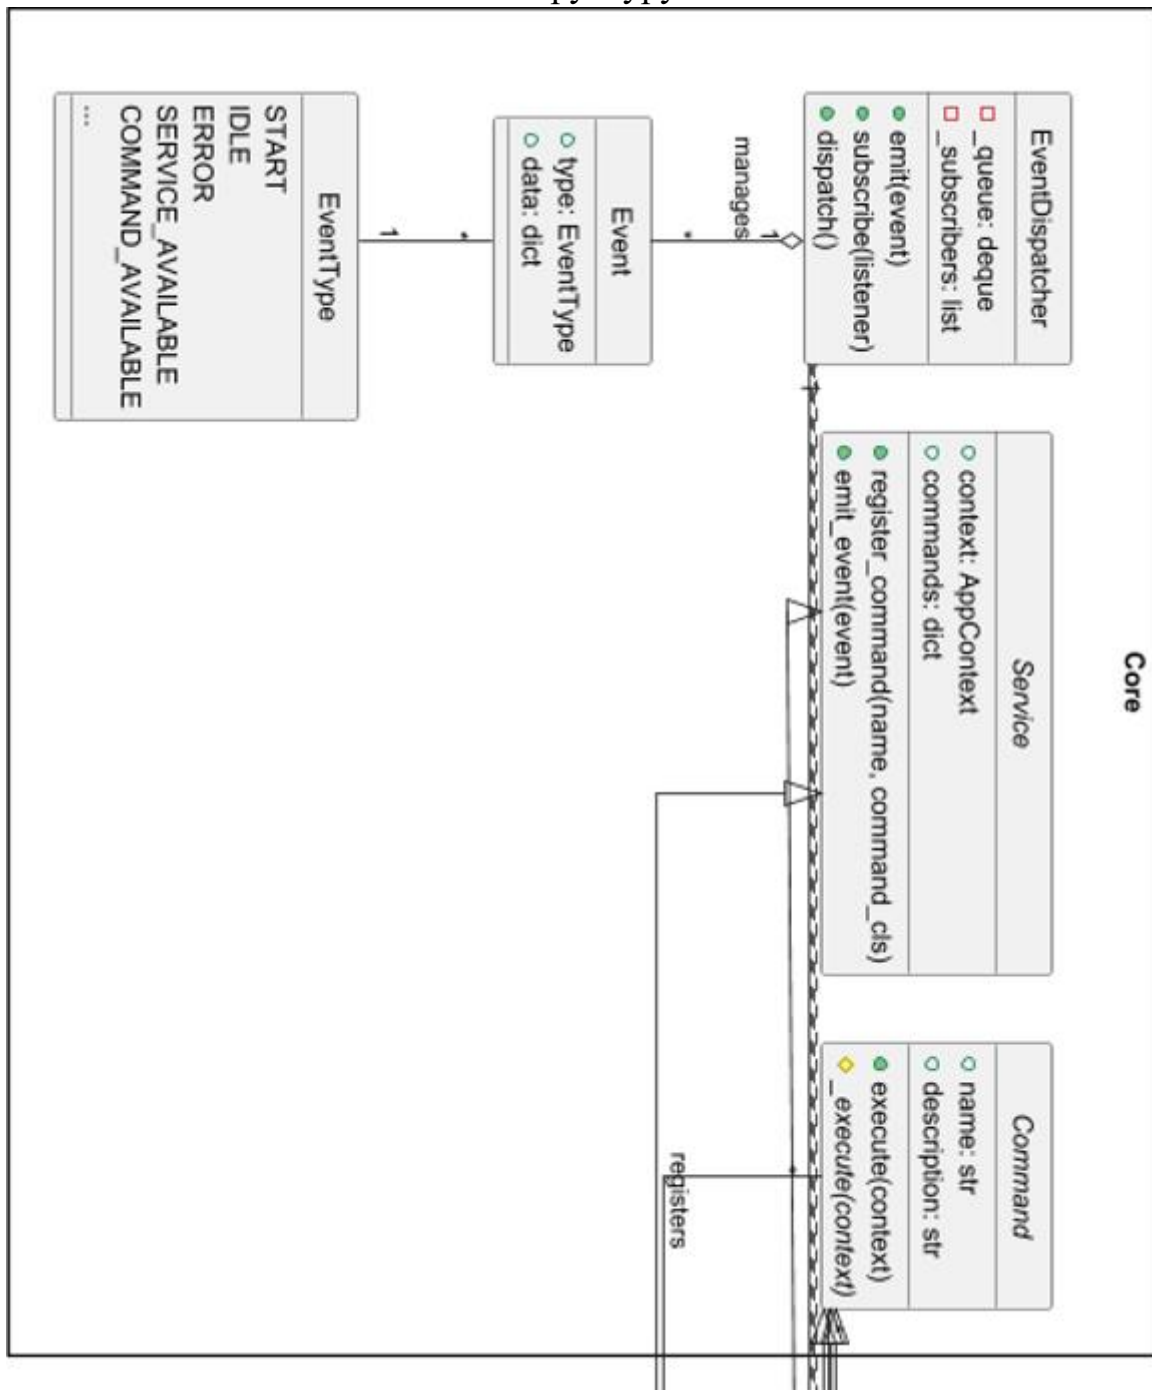 Core
EventDispatcher
_queue: deque
_subscribers: list
emit(event)
subscribe(listener)
dispatch()
Service
context: AppContext
commands: dict
register_command(name, command_cls)
emit_event(event)
Command
name: str
description: str
execute(context)
_execute(context)
1
manages
*
1
*
registers
Event
type: EventType
data: dict
*
1
EventType
START
IDLE
ERROR
SERVICE_AVAILABLE
COMMAND_AVAILABLE
...